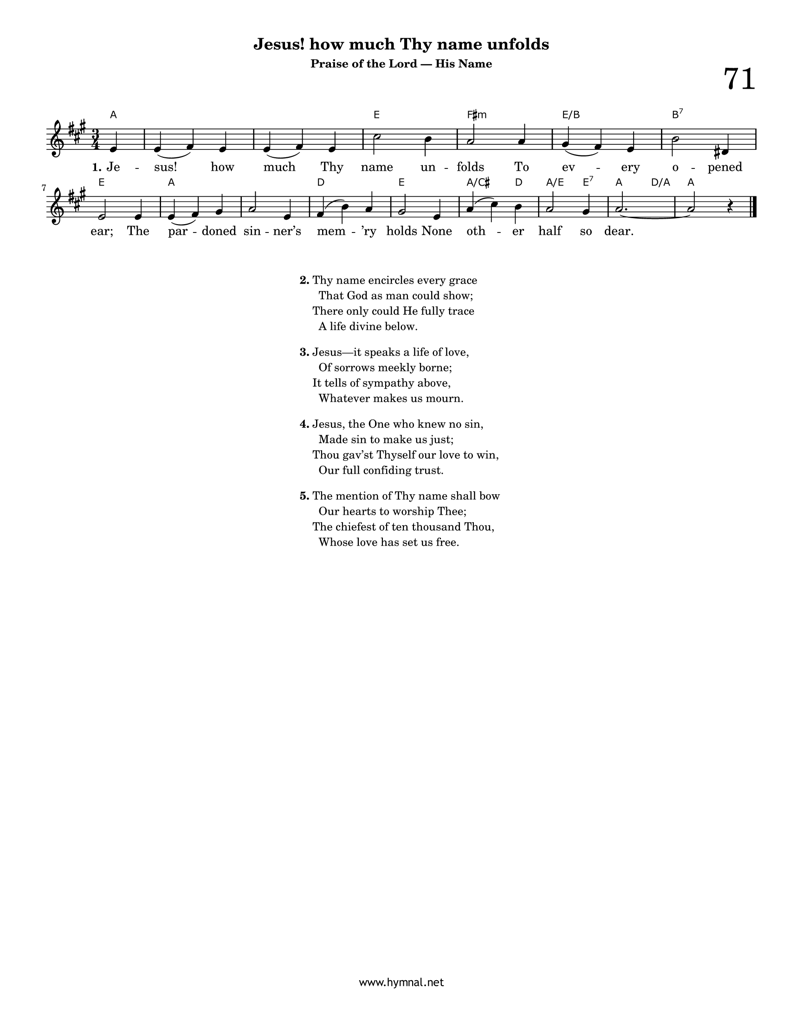 Jesus! how much Thy name unfolds
Praise of the Lord — His Name
71
A E F♯m E/B B7
1. Je - sus! how much Thy name un - folds To ev - ery o - pened
7
E A D E A/C♯ D A/E E7 A D/A A
ear; The par - doned sin - ner's mem - 'ry holds None oth - er half so dear.
2. Thy name encircles every grace
That God as man could show;
There only could He fully trace
A life divine below.
3. Jesus—it speaks a life of love,
Of sorrows meekly borne;
It tells of sympathy above,
Whatever makes us mourn.
4. Jesus, the One who knew no sin,
Made sin to make us just;
Thou gav'st Thyself our love to win,
Our full confiding trust.
5. The mention of Thy name shall bow
Our hearts to worship Thee;
The chiefest of ten thousand Thou,
Whose love has set us free.
www.hymnal.net